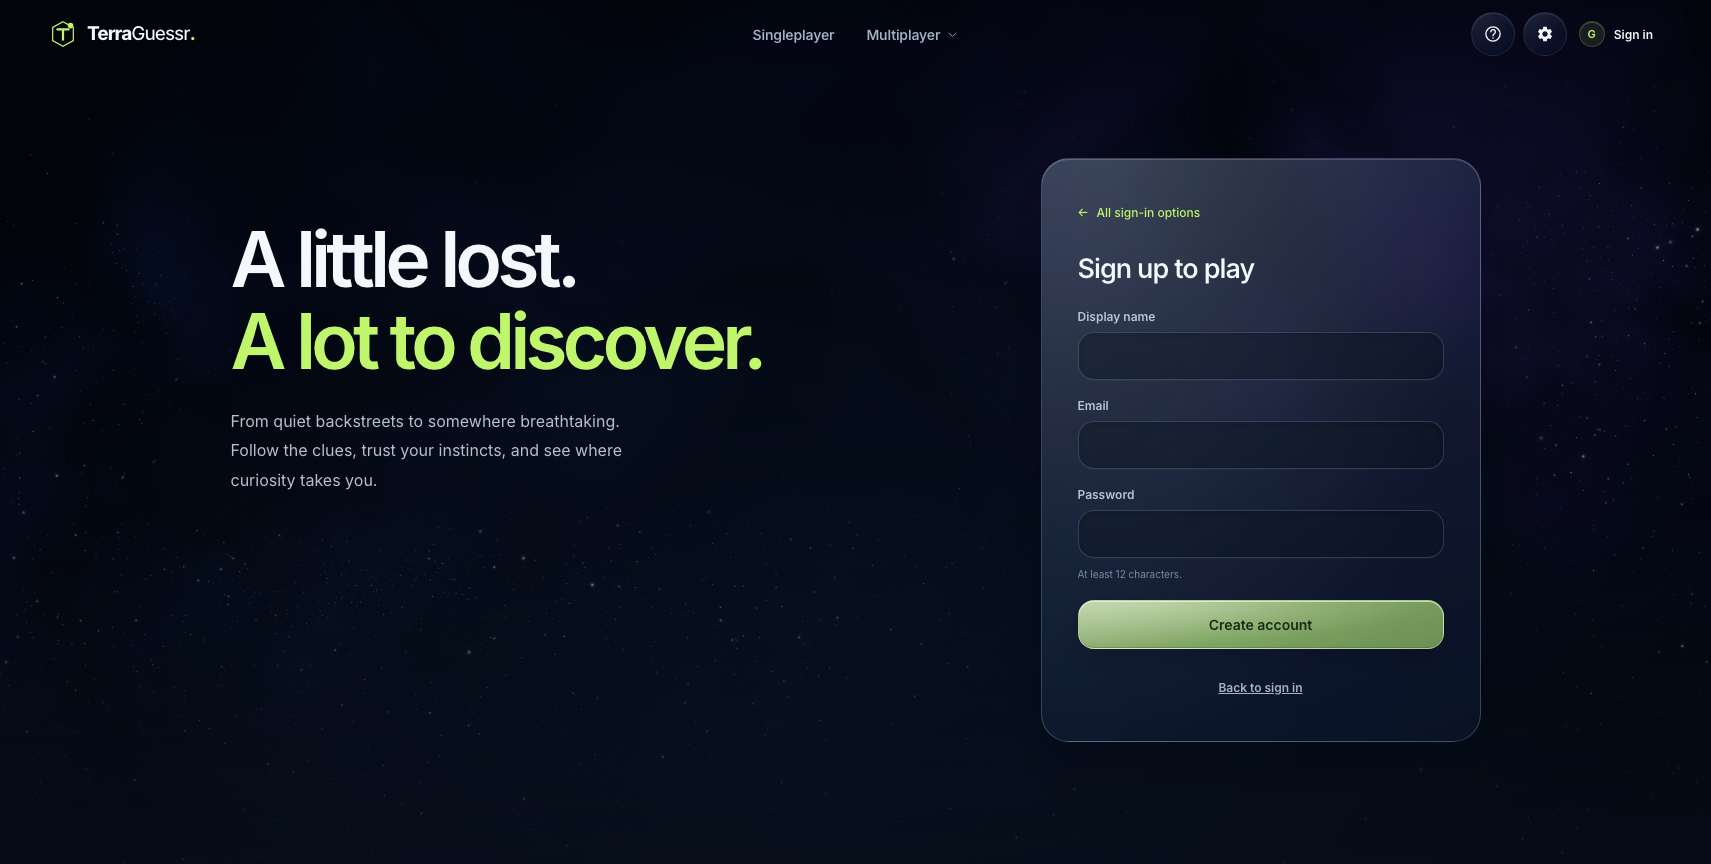 TerraGuessr.
Singleplayer
Multiplayer
G
Sign in
A little lost.
A lot to discover.
From quiet backstreets to somewhere breathtaking.
Follow the clues, trust your instincts, and see where
curiosity takes you.
← All sign-in options
Sign up to play
Display name
Email
Password
At least 12 characters.
Create account
Back to sign in